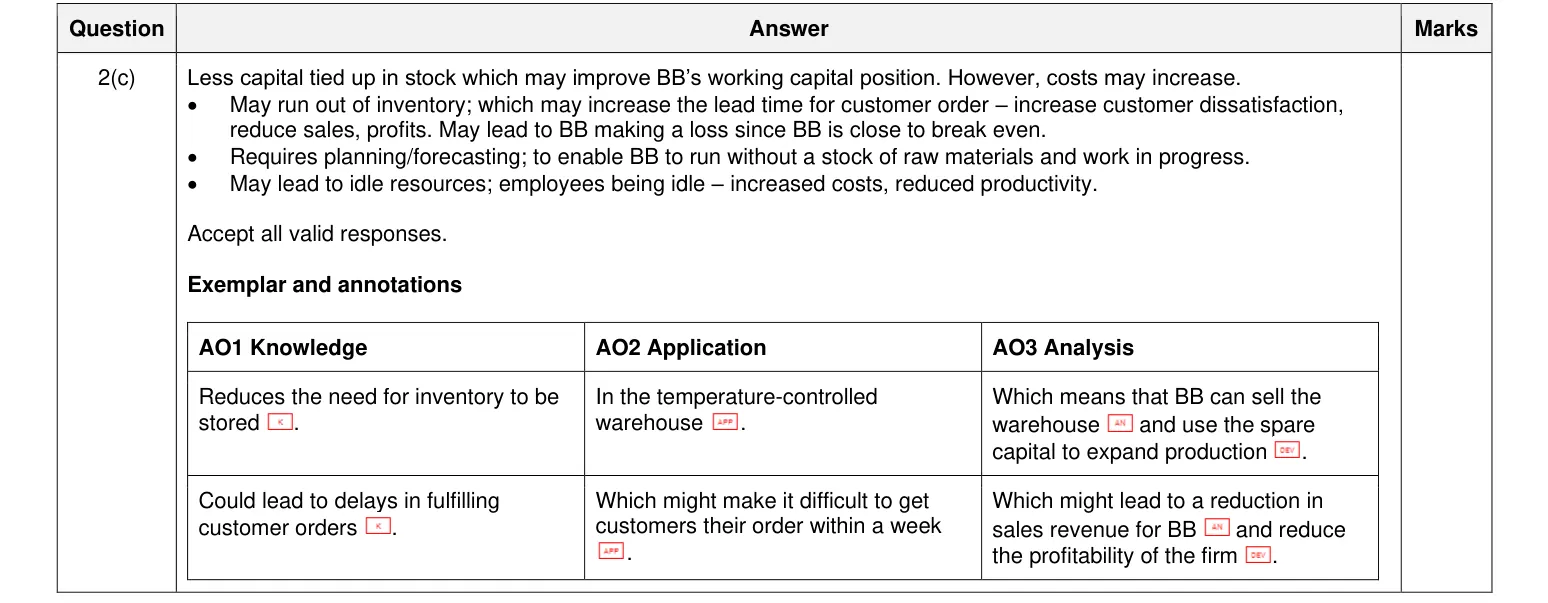 Question Answer Marks
2(c) Less capital tied up in stock which may improve BB's working capital position. However, costs may increase.
• May run out of inventory; which may increase the lead time for customer order – increase customer dissatisfaction,
reduce sales, profits. May lead to BB making a loss since BB is close to break even.
• Requires planning/forecasting; to enable BB to run without a stock of raw materials and work in progress.
• May lead to idle resources; employees being idle – increased costs, reduced productivity.
Accept all valid responses.
Exemplar and annotations
AO1 Knowledge AO2 Application AO3 Analysis
Reduces the need for inventory to be
stored K.
In the temperature-controlled
warehouse APP.
Which means that BB can sell the
warehouse AN and use the spare
capital to expand production DEV.
Could lead to delays in fulfilling
customer orders K.
Which might make it difficult to get
customers their order within a week
APP.
Which might lead to a reduction in
sales revenue for BB AN and reduce
the profitability of the firm DEV.